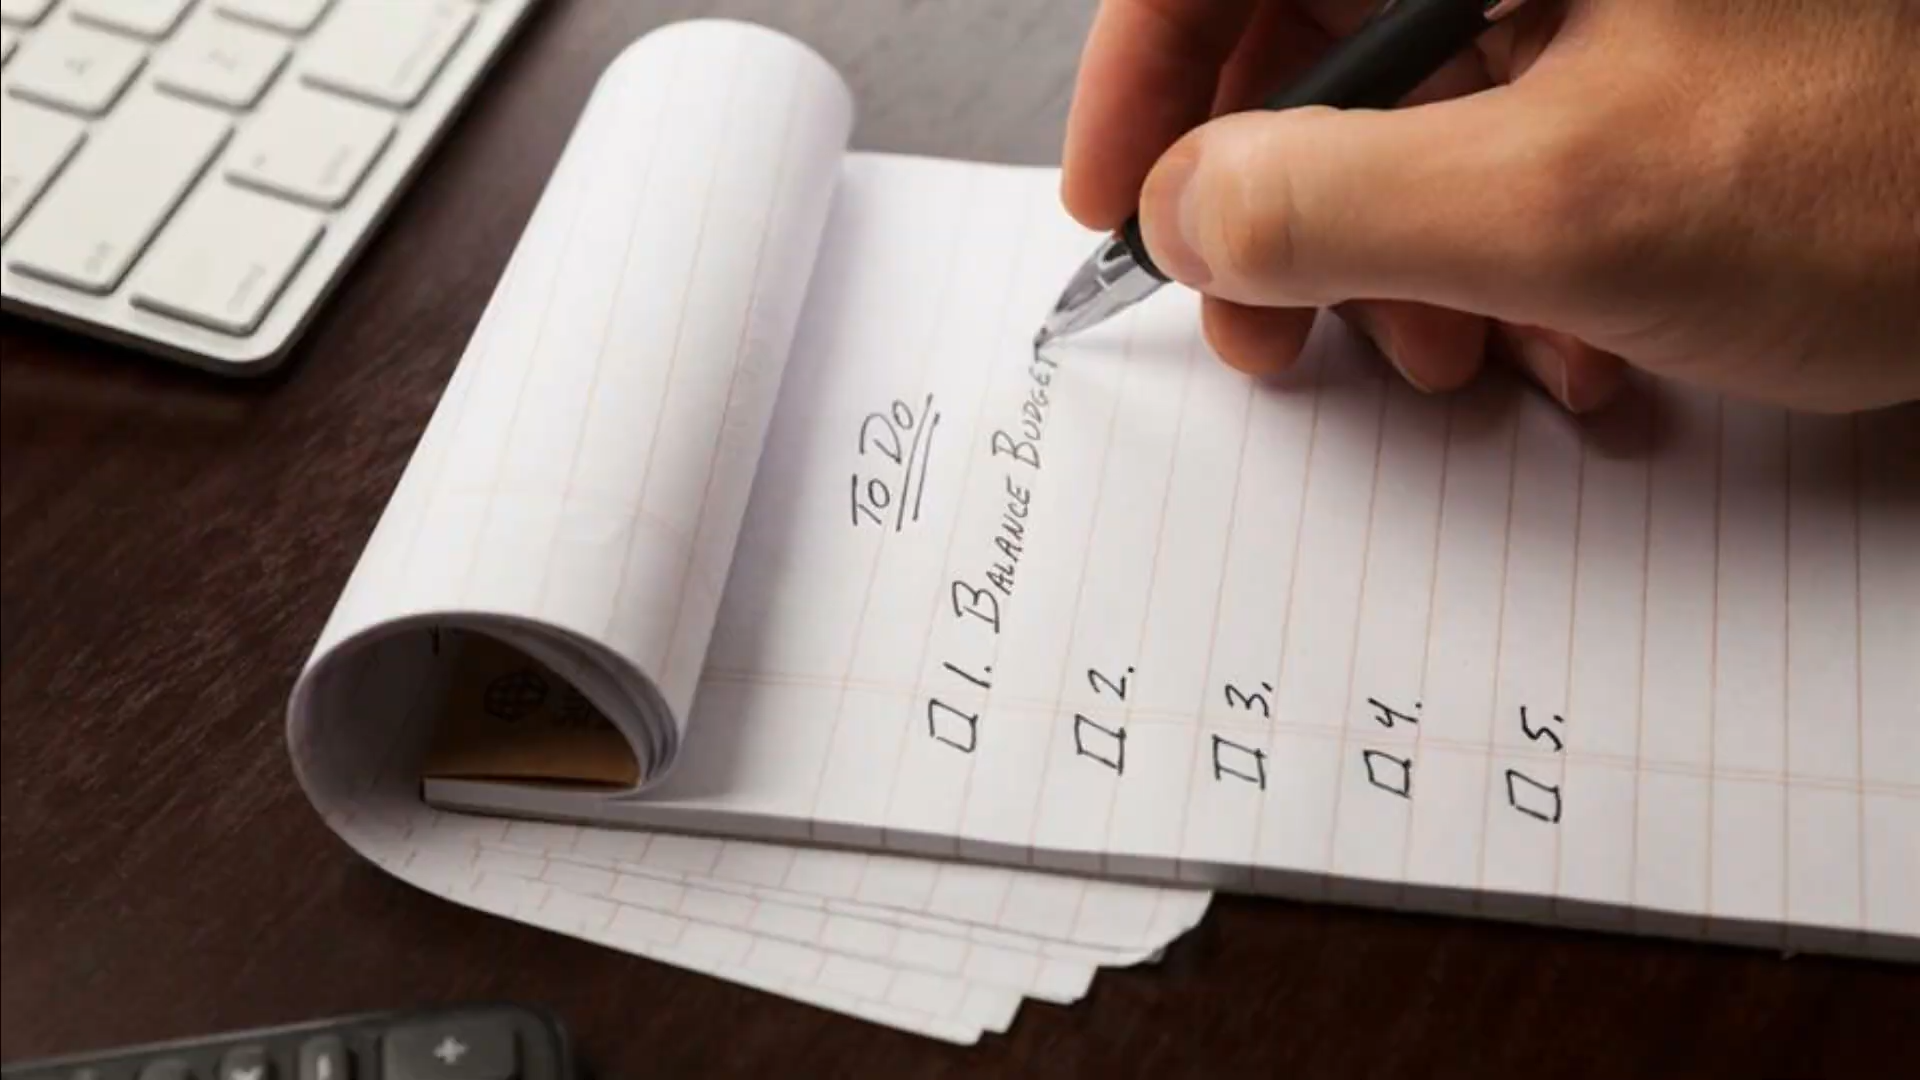 To Do
1. Balance Budget
2.
3.
4.
5.
+